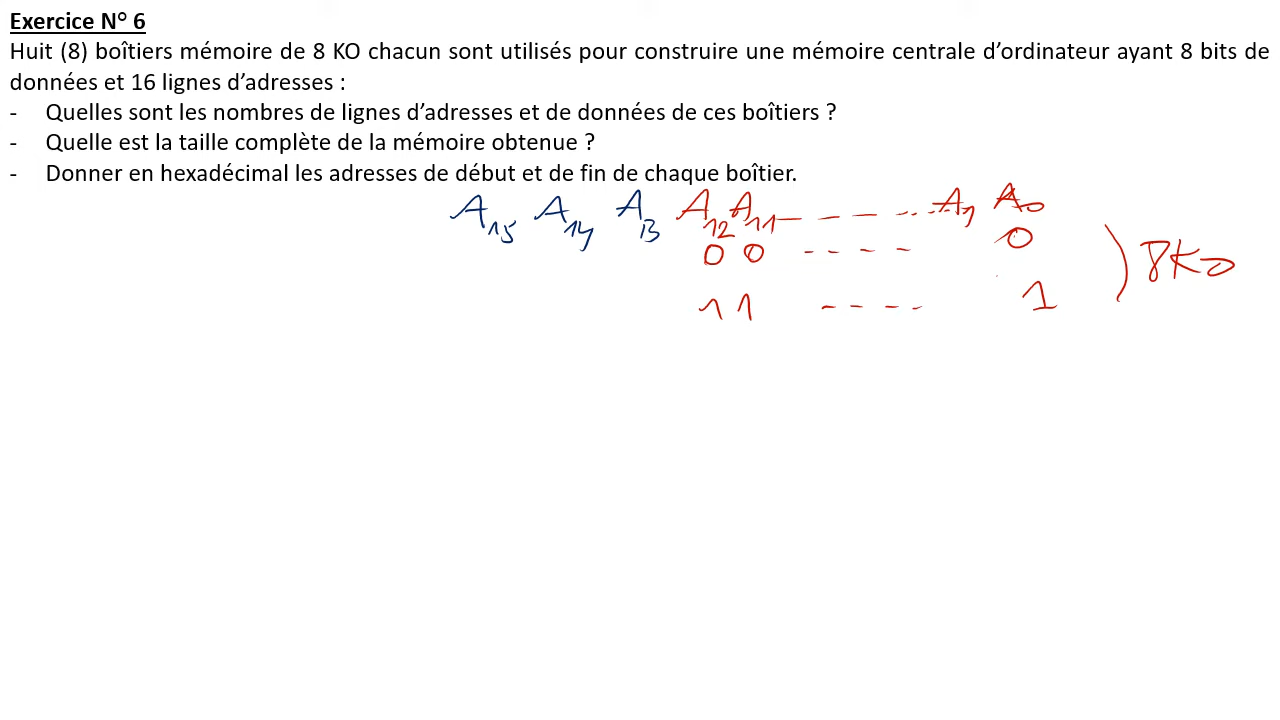 Exercice N° 6
Huit (8) boîtiers mémoire de 8 KO chacun sont utilisés pour construire une mémoire centrale d’ordinateur ayant 8 bits de
données et 16 lignes d’adresses :
- Quelles sont les nombres de lignes d’adresses et de données de ces boîtiers ?
- Quelle est la taille complète de la mémoire obtenue ?
- Donner en hexadécimal les adresses de début et de fin de chaque boîtier.
A15 A14 A13 A12 A11 - - - - ..... A1 A0
0 0 - - - - 0 ) 8KO
1 1 - - - - 1